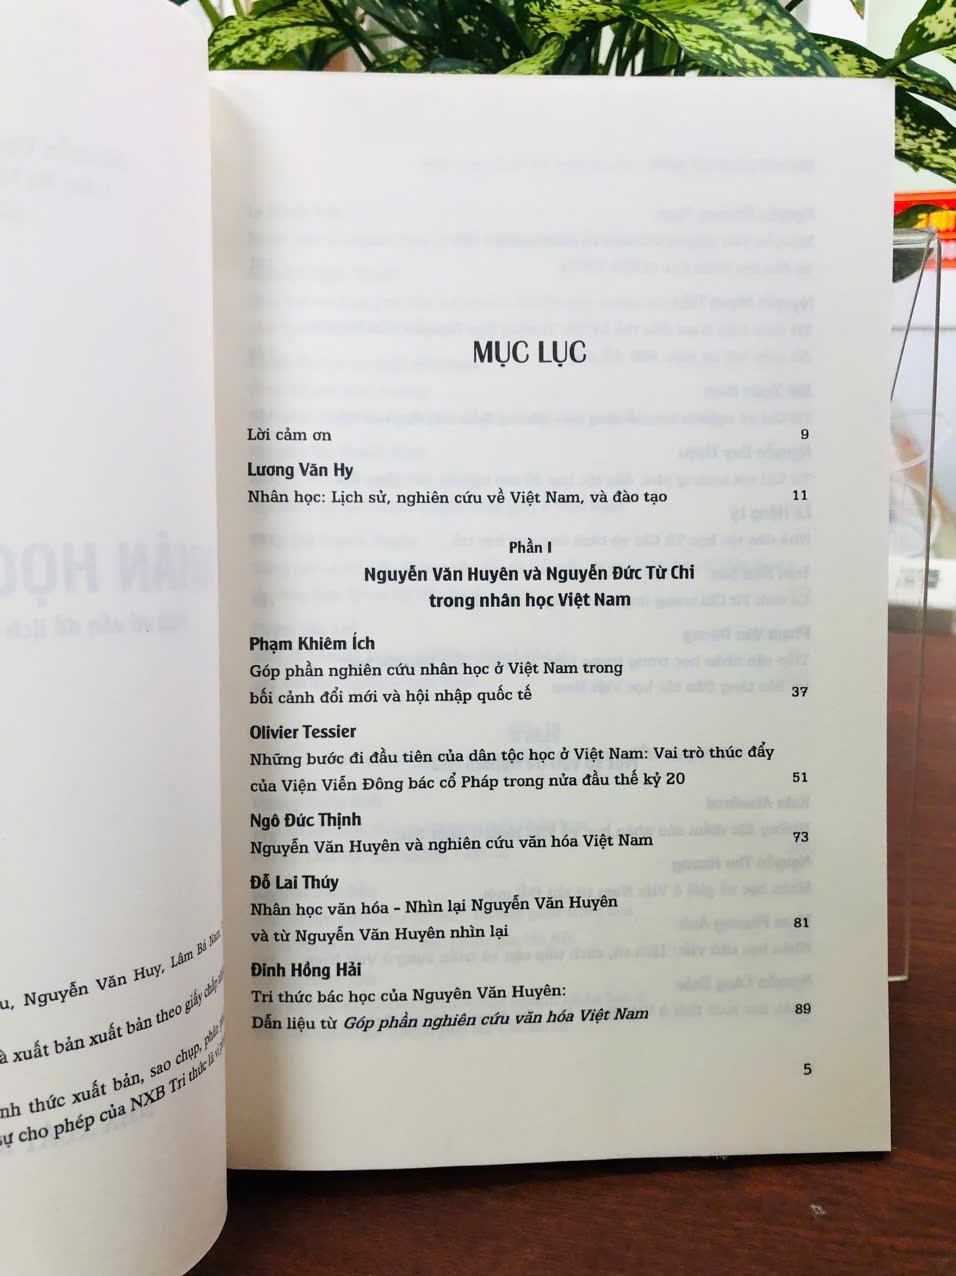 u, Nguyễn Văn Huy, Lâm Bá Nam,
à xuất bản xuất bản theo giấy chấp
nh thức xuất bản, sao chụp, phân
sự cho phép của NXB Tri thức là vi
MỤC LỤC
Lời cảm ơn 9
Lương Văn Hy
Nhân học: Lịch sử, nghiên cứu về Việt Nam, và đào tạo 11
Phần I
Nguyễn Văn Huyên và Nguyễn Đức Từ Chi
trong nhân học Việt Nam
Phạm Khiêm Ích
Góp phần nghiên cứu nhân học ở Việt Nam trong
bối cảnh đổi mới và hội nhập quốc tế 37
Olivier Tessier
Những bước đi đầu tiên của dân tộc học ở Việt Nam: Vai trò thúc đẩy
của Viện Viễn Đông bác cổ Pháp trong nửa đầu thế kỷ 20 51
Ngô Đức Thịnh
Nguyễn Văn Huyên và nghiên cứu văn hóa Việt Nam 73
Đỗ Lai Thúy
Nhân học văn hóa – Nhìn lại Nguyễn Văn Huyên
và từ Nguyễn Văn Huyên nhìn lại 81
Đinh Hồng Hải
Tri thức bác học của Nguyên Văn Huyên:
Dẫn liệu từ Góp phần nghiên cứu văn hóa Việt Nam 89
5